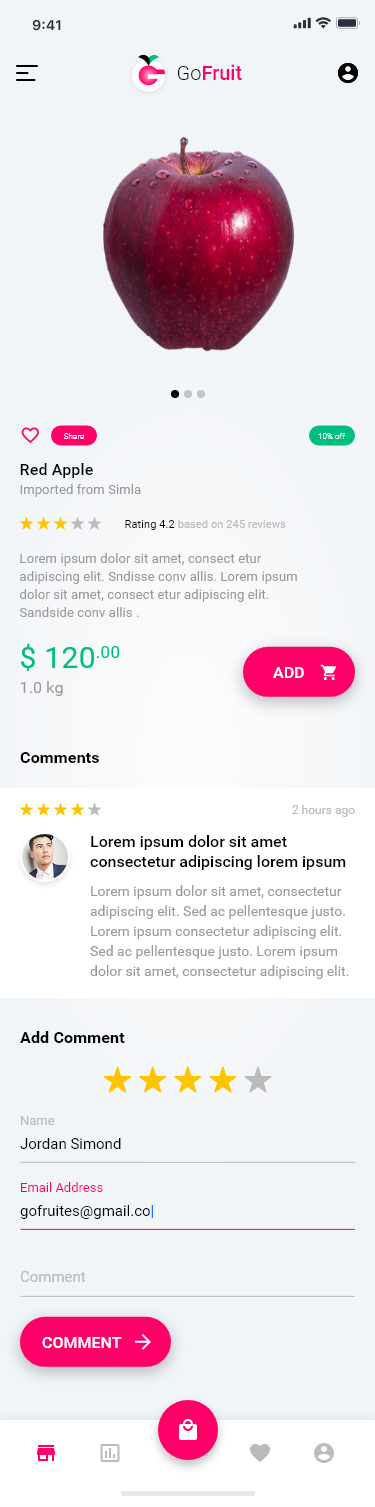 9:41
GoFruit
Share
10% off
Red Apple
Imported from Simla
Rating 4.2 based on 245 reviews
Lorem ipsum dolor sit amet, consect etur
adipiscing elit. Sndisse conv allis. Lorem ipsum
dolor sit amet, consect etur adipiscing elit.
Sandside conv allis .
$ 120.00
ADD
1.0 kg
Comments
2 hours ago
Lorem ipsum dolor sit amet
consectetur adipiscing lorem ipsum
Lorem ipsum dolor sit amet, consectetur
adipiscing elit. Sed ac pellentesque justo.
Lorem ipsum consectetur adipiscing elit.
Sed ac pellentesque justo. Lorem ipsum
dolor sit amet, consectetur adipiscing elit.
Add Comment
Name
Jordan Simond
Email Address
gofruites@gmail.co
Comment
COMMENT